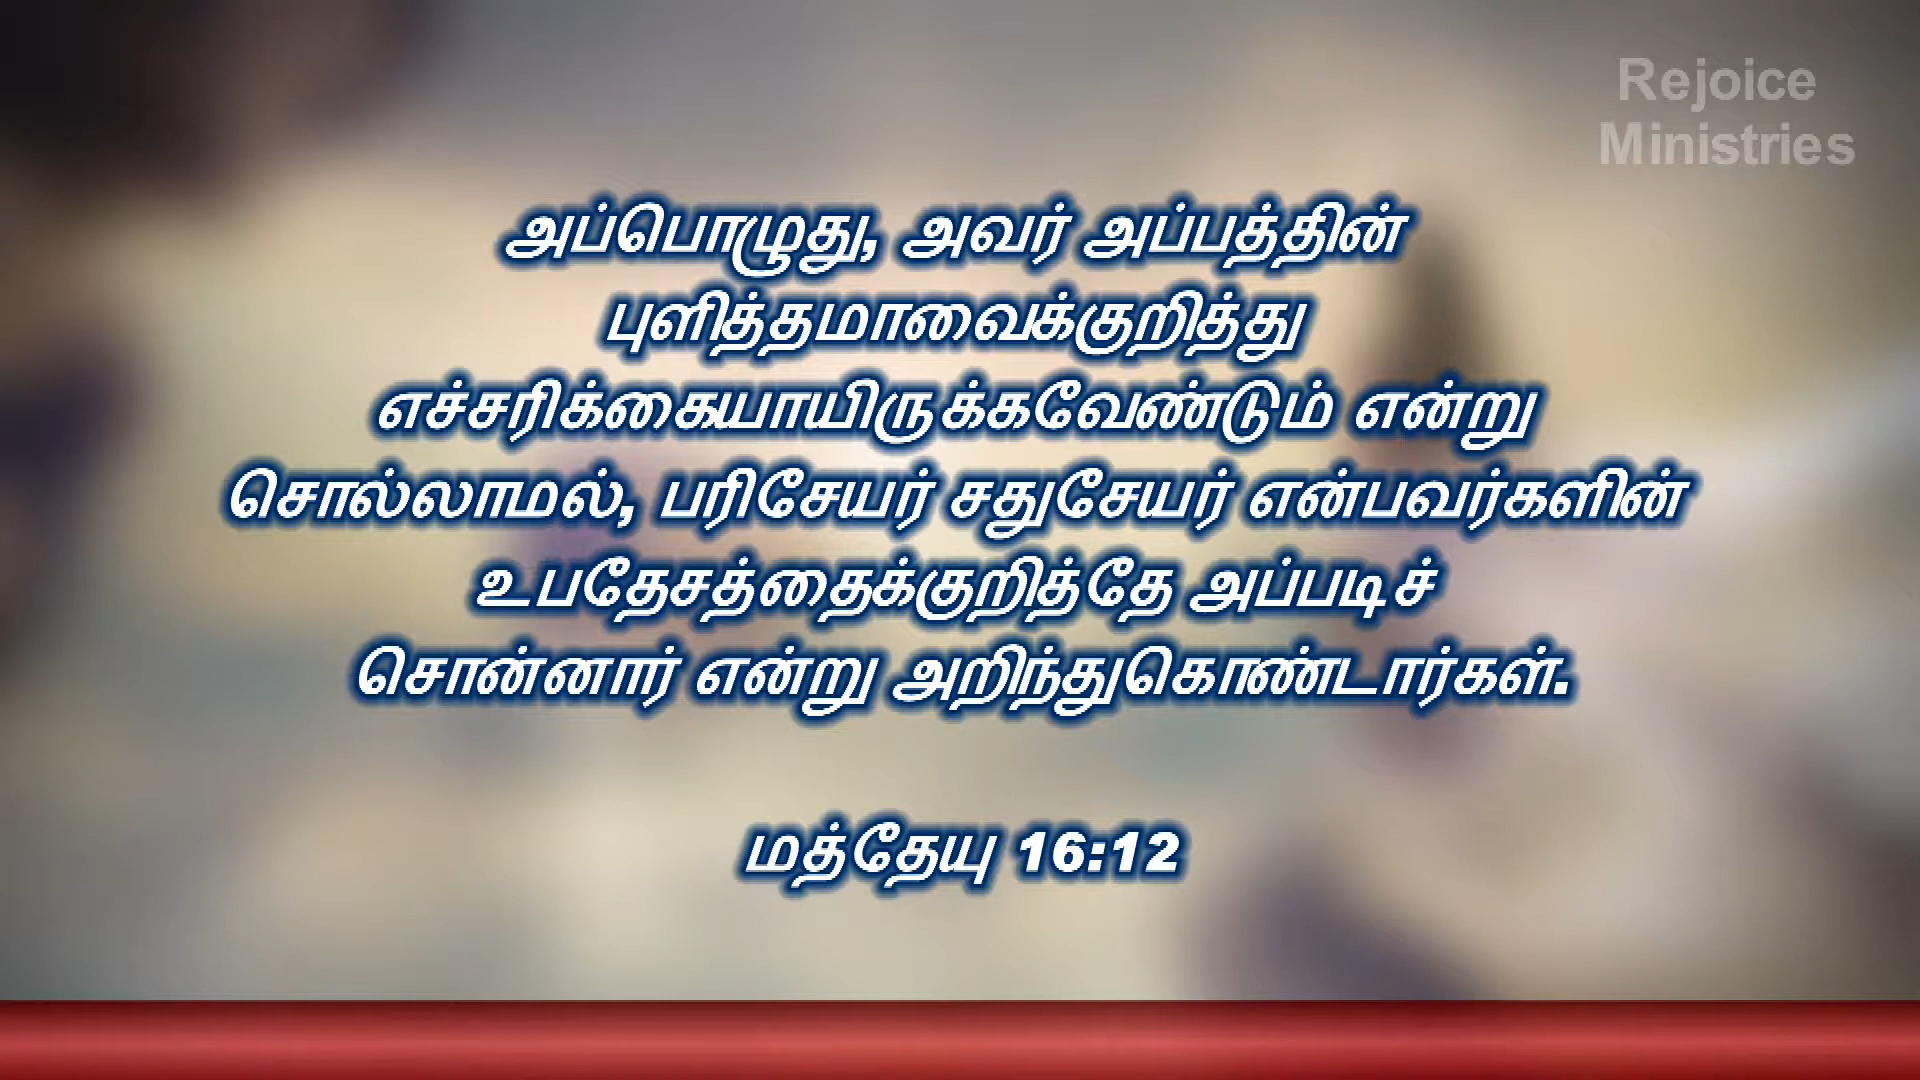 Rejoice
Ministries
அப்பொழுது, அவர் அப்பத்தின்
புளித்தமாவைக்குறித்து
எச்சரிக்கையாயிருக்கவேண்டும் என்று
சொல்லாமல், பரிசேயர் சதுசேயர் என்பவர்களின்
உபதேசத்தைக்குறித்தே அப்படிச்
சொன்னார் என்று அறிந்துகொண்டார்கள்.
மத்தேயு 16:12